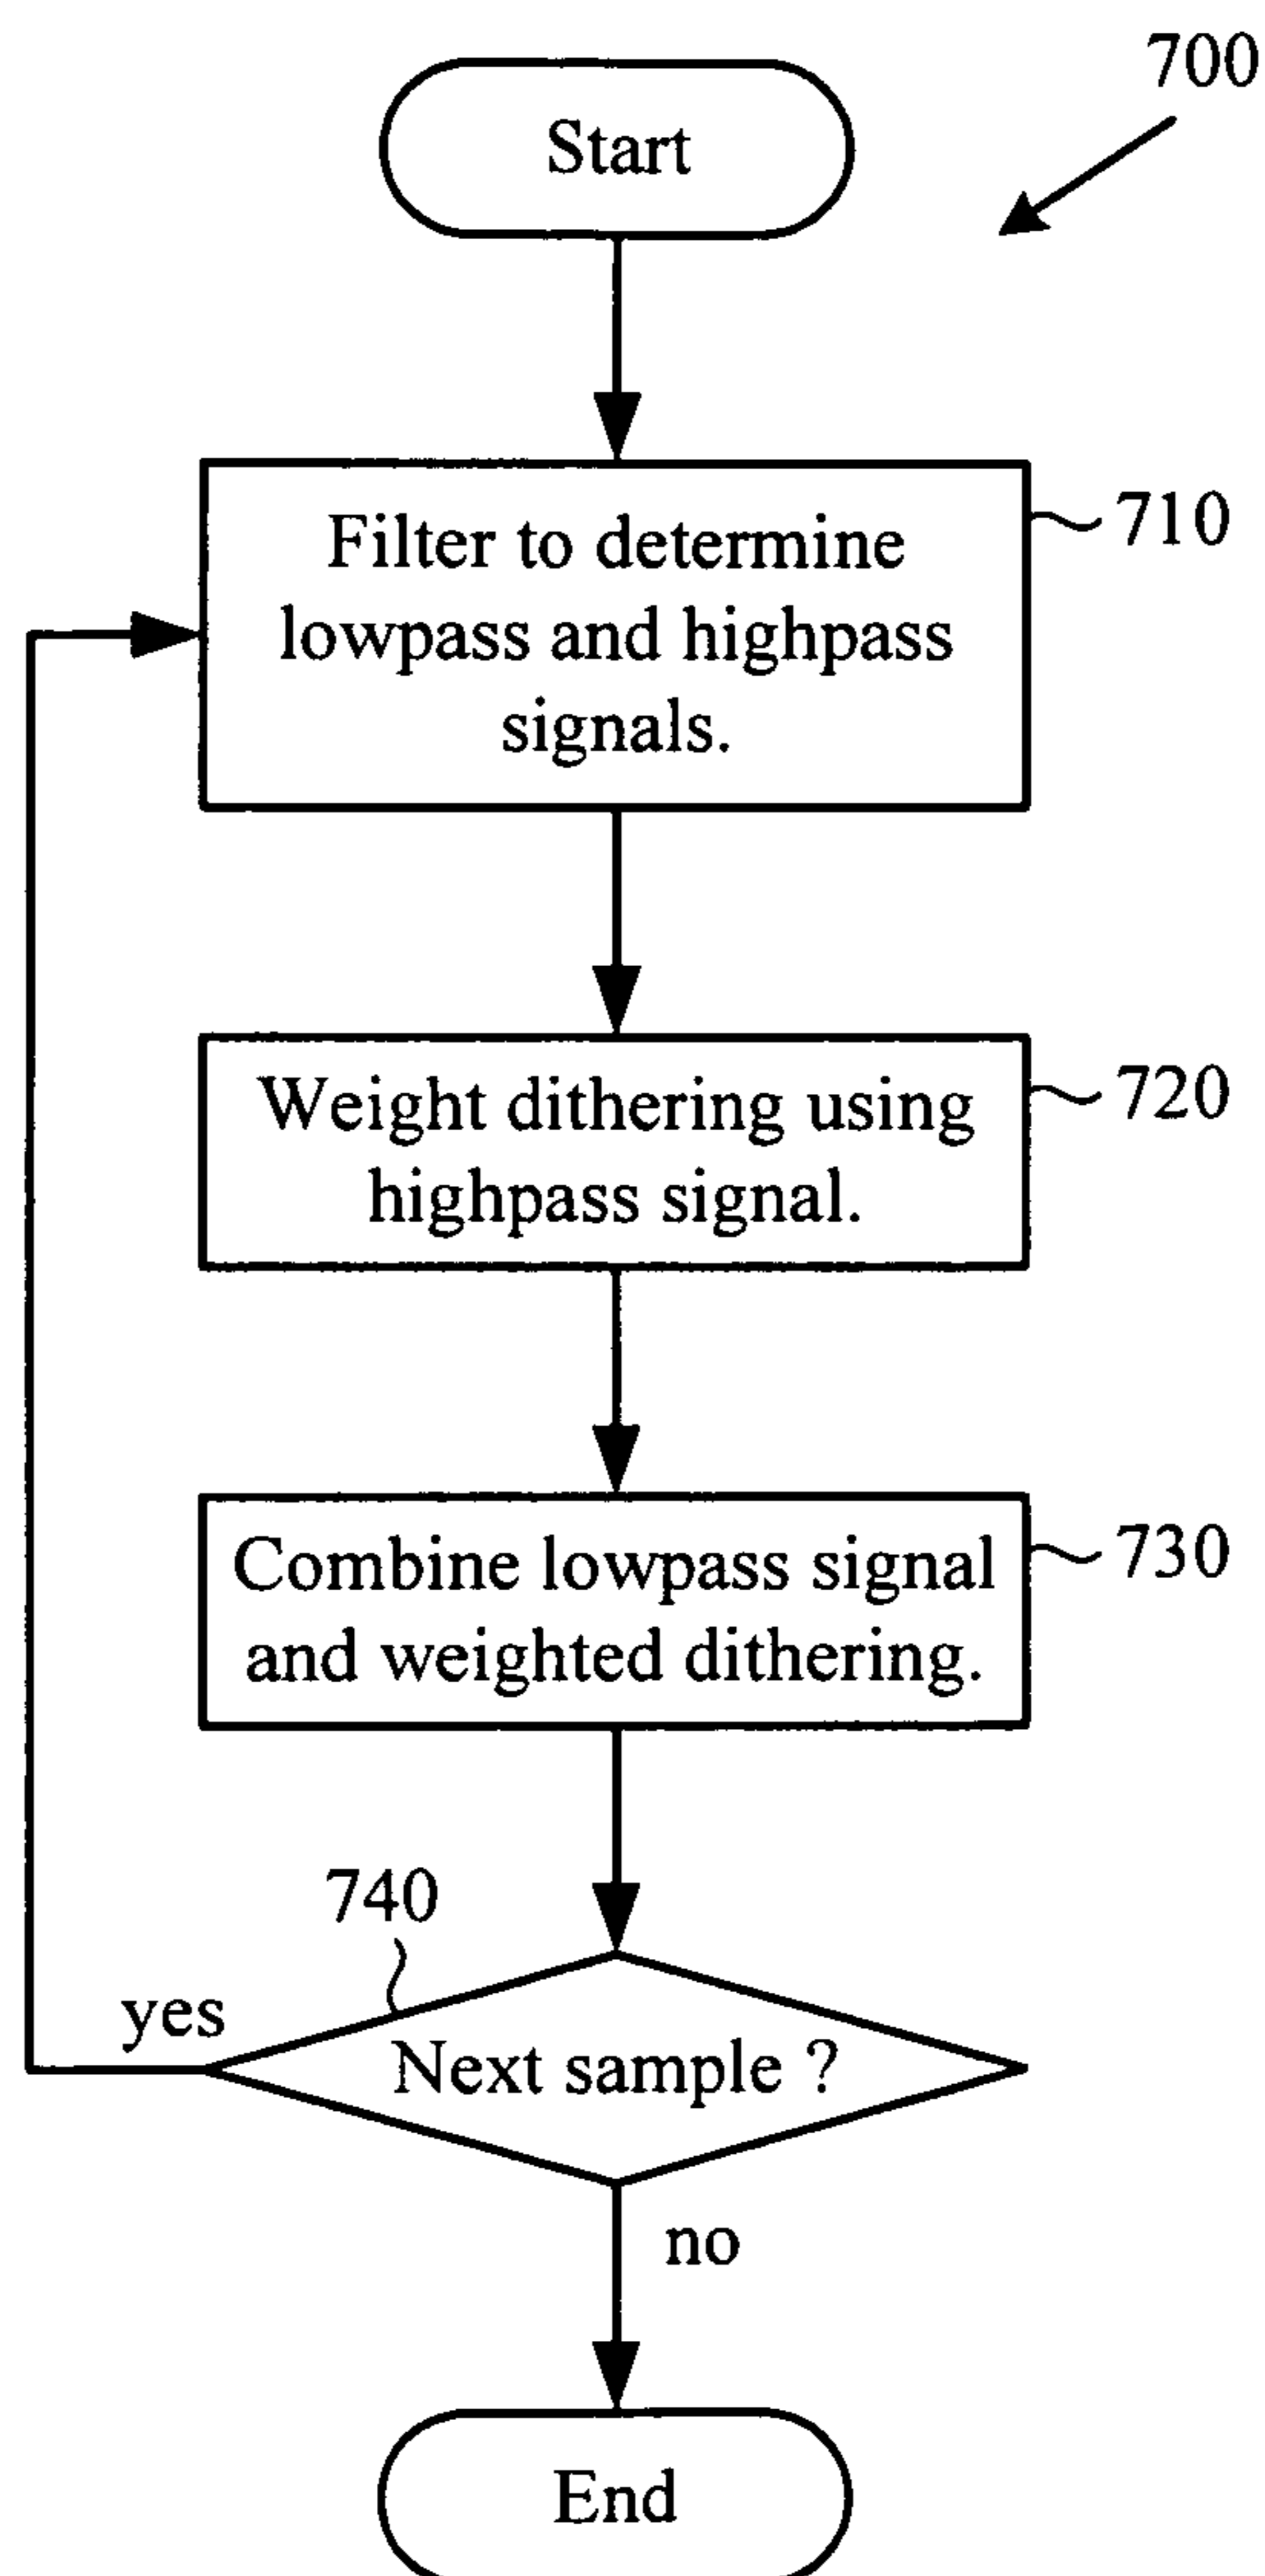 700
Start
Filter to determine
lowpass and highpass
signals.
710
Weight dithering using
highpass signal.
720
Combine lowpass signal
and weighted dithering.
730
740
yes
Next sample ?
no
End